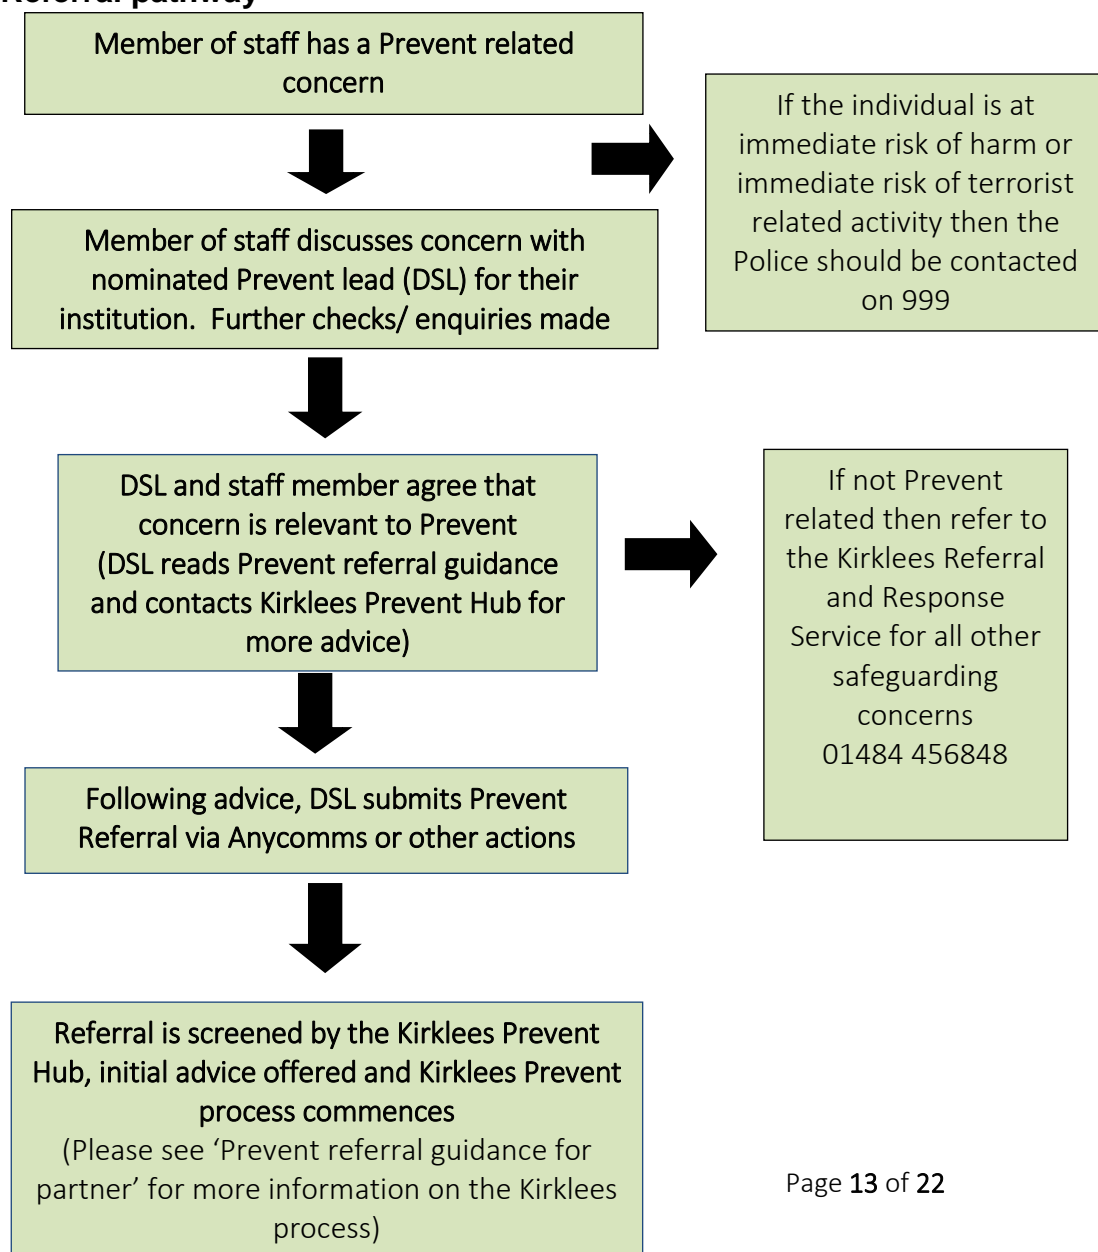 Referral pathway
Member of staff has a Prevent related
concern
If the individual is at
immediate risk of harm or
immediate risk of terrorist
related activity then the
Police should be contacted
on 999
Member of staff discusses concern with
nominated Prevent lead (DSL) for their
institution.  Further checks/ enquiries made
DSL and staff member agree that
concern is relevant to Prevent
(DSL reads Prevent referral guidance
and contacts Kirklees Prevent Hub for
more advice)
If not Prevent
related then refer to
the Kirklees Referral
and Response
Service for all other
safeguarding
concerns
01484 456848
Following advice, DSL submits Prevent
Referral via Anycomms or other actions
Referral is screened by the Kirklees Prevent
Hub, initial advice offered and Kirklees Prevent
process commences
(Please see ‘Prevent referral guidance for
partner’ for more information on the Kirklees
process)
Page 13 of 22